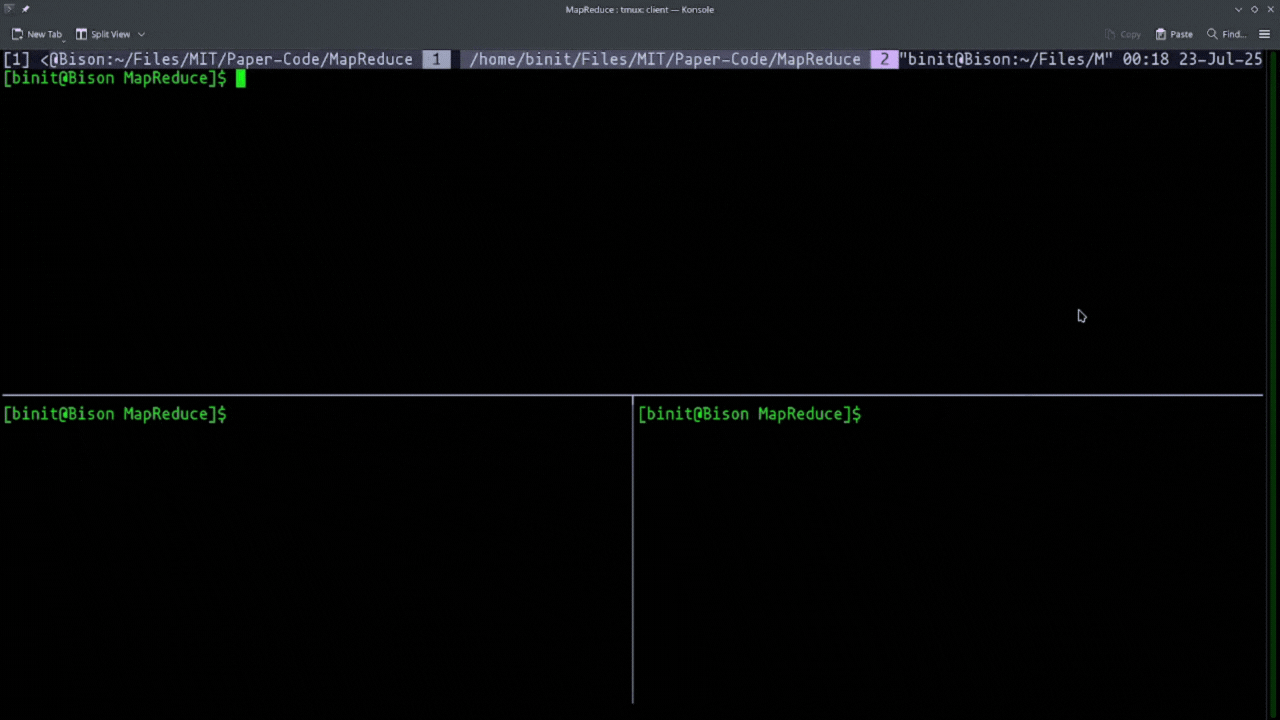 MapReduce : tmux: client — Konsole
New Tab Split View Copy Paste Find...
[1] <@Bison:~/Files/MIT/Paper-Code/MapReduce 1 /home/binit/Files/MIT/Paper-Code/MapReduce 2 "binit@Bison:~/Files/M" 00:18 23-Jul-25
[binit@Bison MapReduce]$
[binit@Bison MapReduce]$
[binit@Bison MapReduce]$